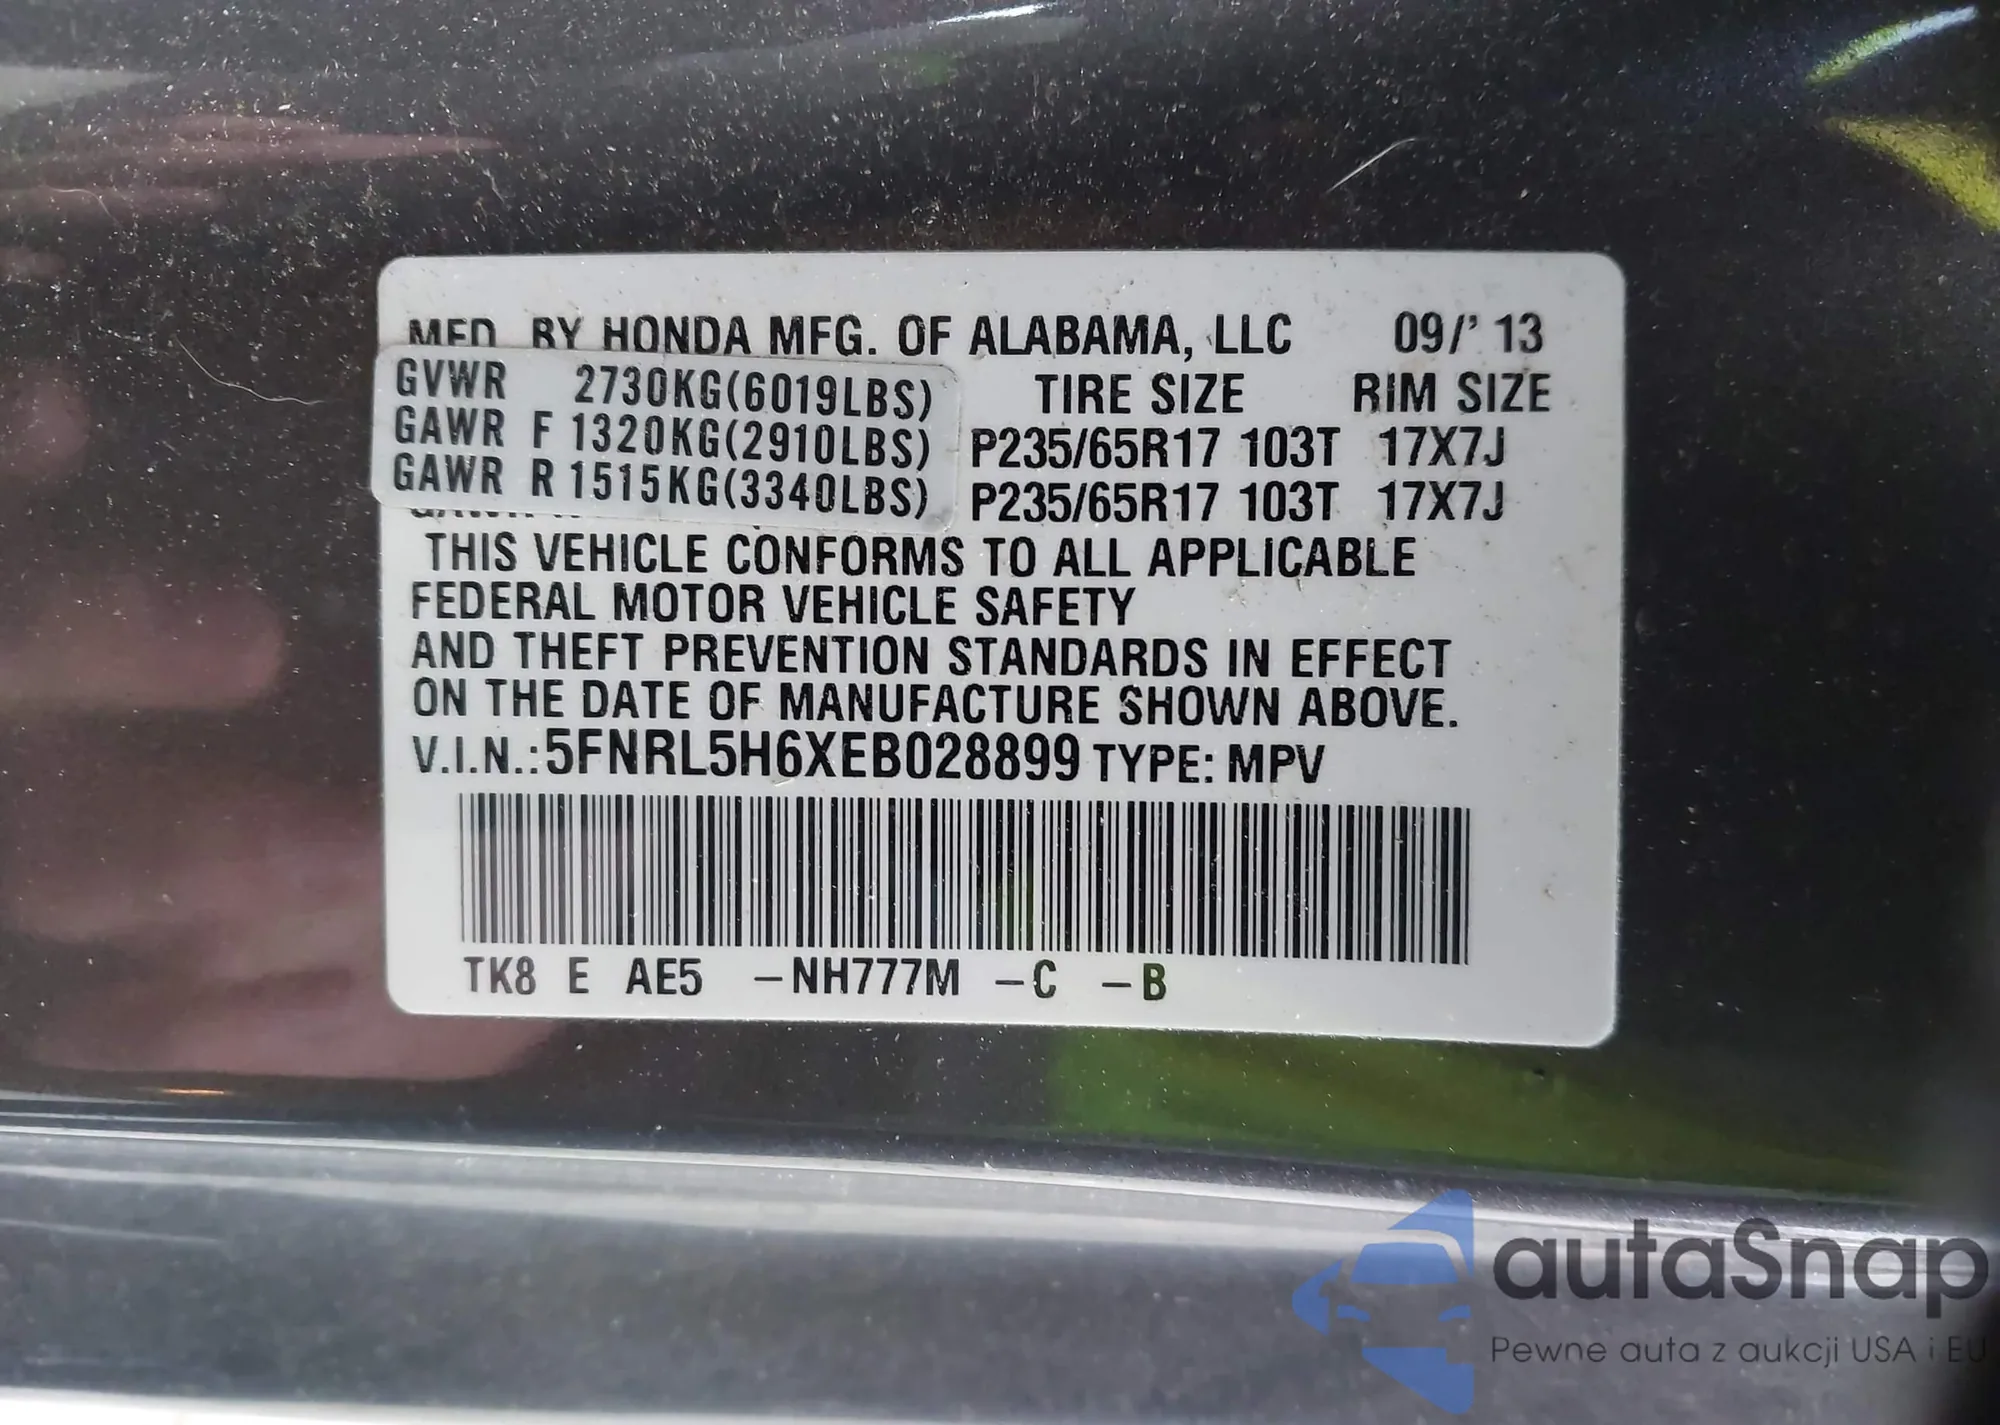 MFD. BY HONDA MFG. OF ALABAMA, LLC 09/'13
GVWR 2730KG(6019LBS) TIRE SIZE RIM SIZE
GAWR F 1320KG(2910LBS) P235/65R17 103T 17X7J
GAWR R 1515KG(3340LBS) P235/65R17 103T 17X7J
THIS VEHICLE CONFORMS TO ALL APPLICABLE
FEDERAL MOTOR VEHICLE SAFETY
AND THEFT PREVENTION STANDARDS IN EFFECT
ON THE DATE OF MANUFACTURE SHOWN ABOVE.
V.I.N.:5FNRL5H6XEB028899 TYPE: MPV
TK8 E AE5 -NH777M -C -B
autaSnap
Pewne auta z aukcji USA i EU